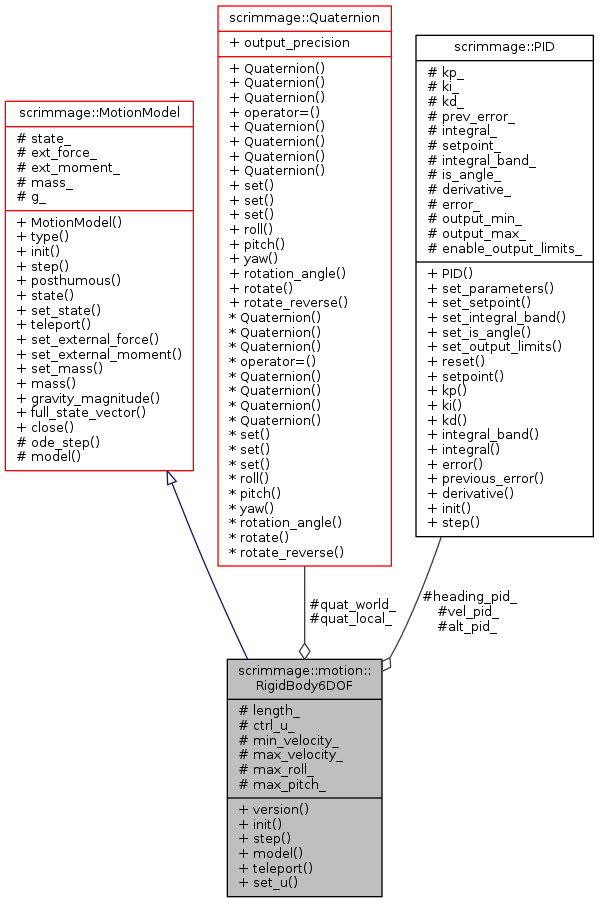 scrimmage::MotionModel
# state_
# ext_force_
# ext_moment_
# mass_
# g_
+ MotionModel()
+ type()
+ init()
+ step()
+ posthumous()
+ state()
+ set_state()
+ teleport()
+ set_external_force()
+ set_external_moment()
+ set_mass()
+ mass()
+ gravity_magnitude()
+ full_state_vector()
+ close()
# ode_step()
# model()
scrimmage::Quaternion
+ output_precision
+ Quaternion()
+ Quaternion()
+ Quaternion()
+ operator=()
+ Quaternion()
+ Quaternion()
+ Quaternion()
+ Quaternion()
+ set()
+ set()
+ set()
+ roll()
+ pitch()
+ yaw()
+ rotation_angle()
+ rotate()
+ rotate_reverse()
* Quaternion()
* Quaternion()
* Quaternion()
* operator=()
* Quaternion()
* Quaternion()
* Quaternion()
* Quaternion()
* set()
* set()
* set()
* roll()
* pitch()
* yaw()
* rotation_angle()
* rotate()
* rotate_reverse()
scrimmage::PID
# kp_
# ki_
# kd_
# prev_error_
# integral_
# setpoint_
# integral_band_
# is_angle_
# derivative_
# error_
# output_min_
# output_max_
# enable_output_limits_
+ PID()
+ set_parameters()
+ set_setpoint()
+ set_integral_band()
+ set_is_angle()
+ set_output_limits()
+ reset()
+ setpoint()
+ kp()
+ ki()
+ kd()
+ integral_band()
+ integral()
+ error()
+ previous_error()
+ derivative()
+ init()
+ step()
#quat_world_
#quat_local_
#heading_pid_
#vel_pid_
#alt_pid_
scrimmage::motion::
RigidBody6DOF
# length_
# ctrl_u_
# min_velocity_
# max_velocity_
# max_roll_
# max_pitch_
+ version()
+ init()
+ step()
+ model()
+ teleport()
+ set_u()